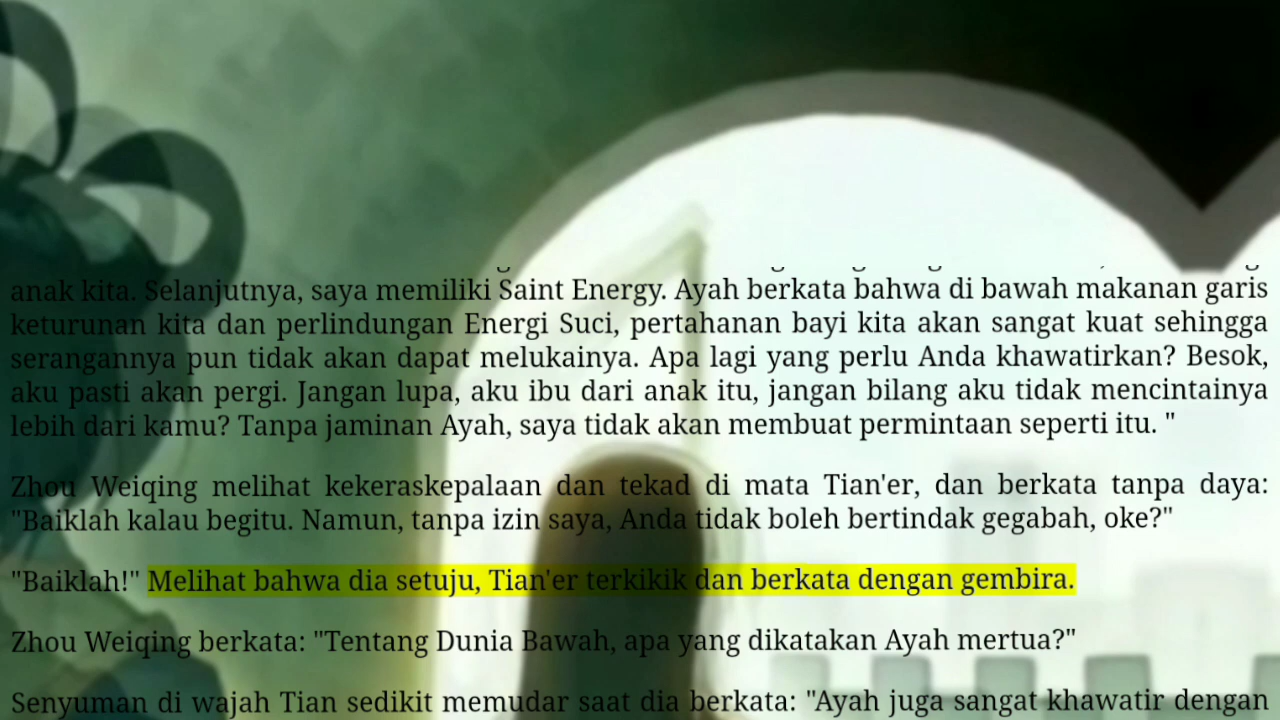 anak kita. Selanjutnya, saya memiliki Saint Energy. Ayah berkata bahwa di bawah makanan garis
keturunan kita dan perlindungan Energi Suci, pertahanan bayi kita akan sangat kuat sehingga
serangannya pun tidak akan dapat melukainya. Apa lagi yang perlu Anda khawatirkan? Besok,
aku pasti akan pergi. Jangan lupa, aku ibu dari anak itu, jangan bilang aku tidak mencintainya
lebih dari kamu? Tanpa jaminan Ayah, saya tidak akan membuat permintaan seperti itu. "
Zhou Weiqing melihat kekeraskepalaan dan tekad di mata Tian'er, dan berkata tanpa daya:
"Baiklah kalau begitu. Namun, tanpa izin saya, Anda tidak boleh bertindak gegabah, oke?"
"Baiklah!" Melihat bahwa dia setuju, Tian'er terkikik dan berkata dengan gembira.
Zhou Weiqing berkata: "Tentang Dunia Bawah, apa yang dikatakan Ayah mertua?"
Senyuman di wajah Tian sedikit memudar saat dia berkata: "Ayah juga sangat khawatir dengan